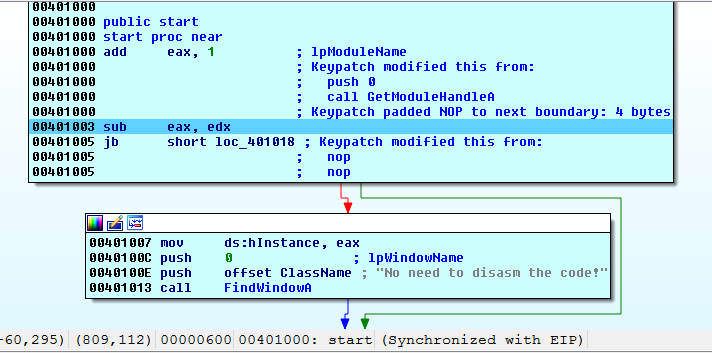 00401000
00401000 public start
00401000 start proc near
00401000 add eax, 1 ; lpModuleName
00401000 ; Keypatch modified this from:
00401000 ; push 0
00401000 ; call GetModuleHandleA
00401000 ; Keypatch padded NOP to next boundary: 4 bytes
00401003 sub eax, edx
00401005 jb short loc_401018 ; Keypatch modified this from:
00401005 ; nop
00401005 ; nop
00401007 mov ds:hInstance, eax
0040100C push 0 ; lpWindowName
0040100E push offset ClassName ; "No need to disasm the code!"
00401013 call FindWindowA
-60,295) (809,112) 00000600 00401000: start (Synchronized with EIP)